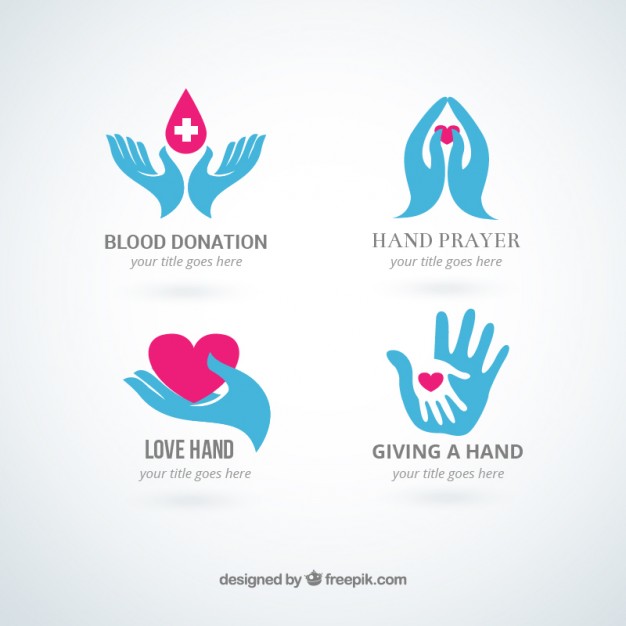 BLOOD DONATION
your title goes here
HAND PRAYER
your title goes here
LOVE HAND
your title goes here
GIVING A HAND
your title goes here
designed by freepik.com